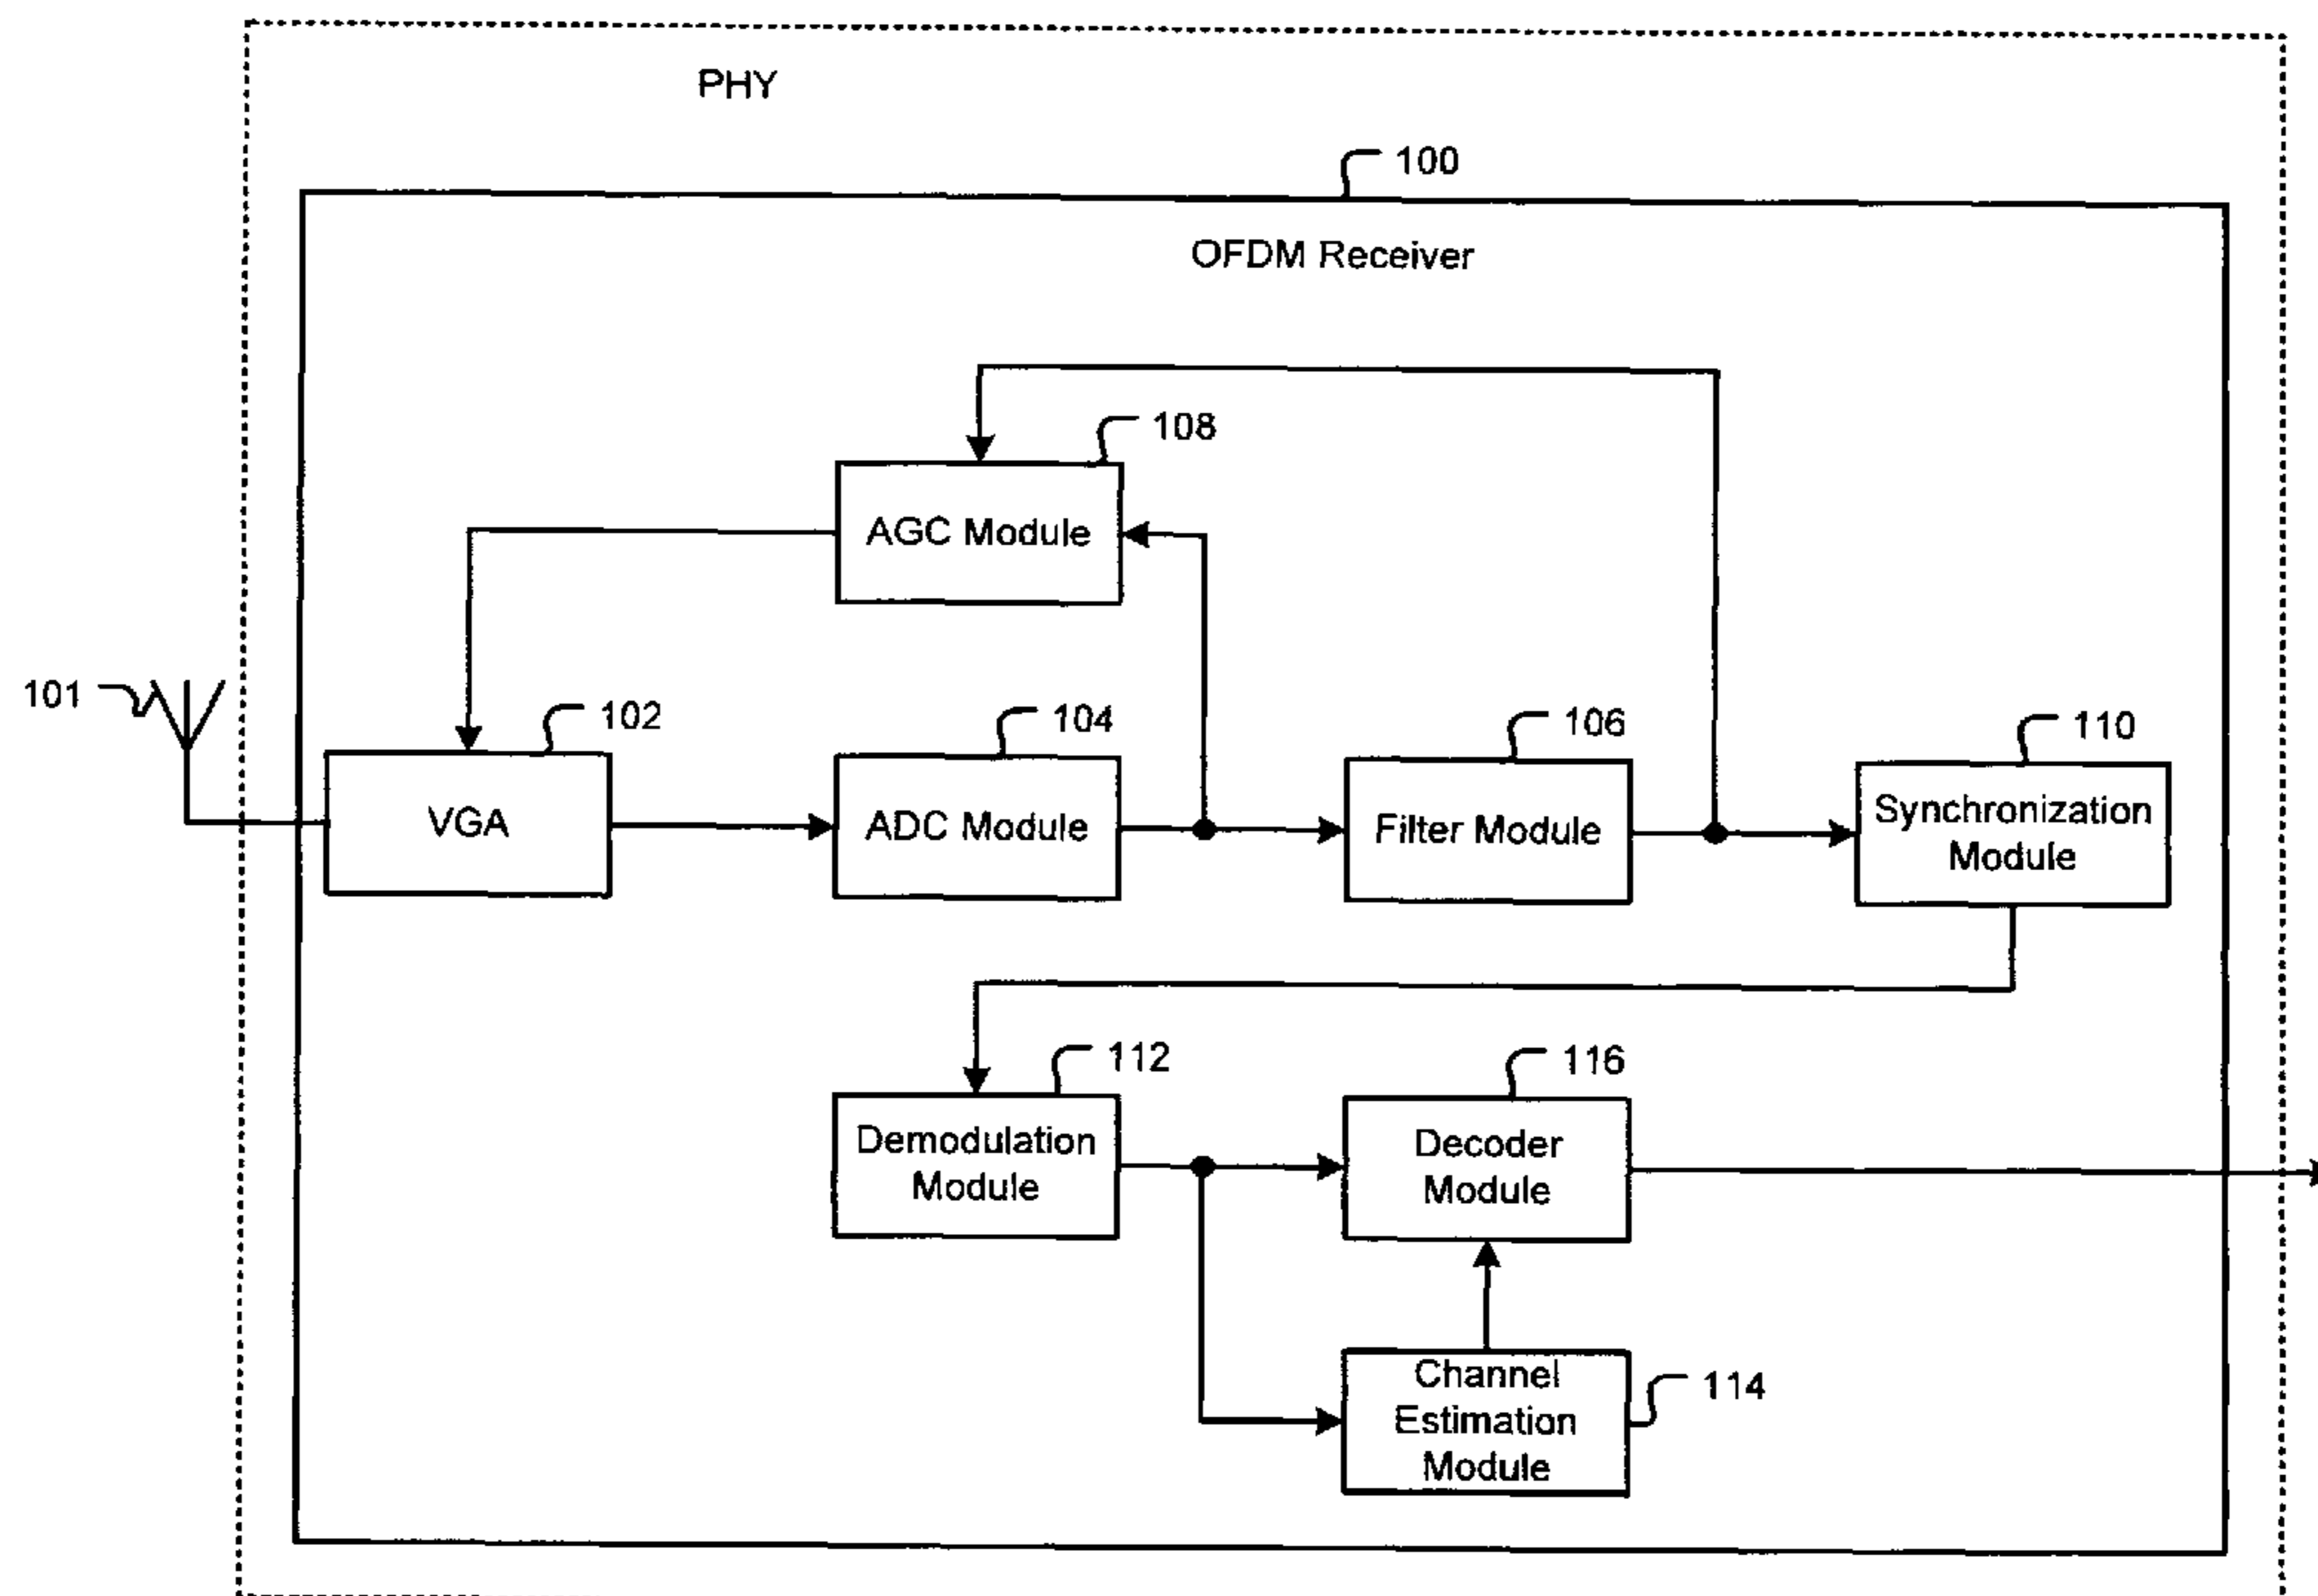 PHY
100
OFDM Receiver
108
AGC Module
101
102
VGA
104
ADC Module
106
Filter Module
110
Synchronization
Module
112
Demodulation
Module
116
Decoder
Module
Channel
Estimation
Module
114